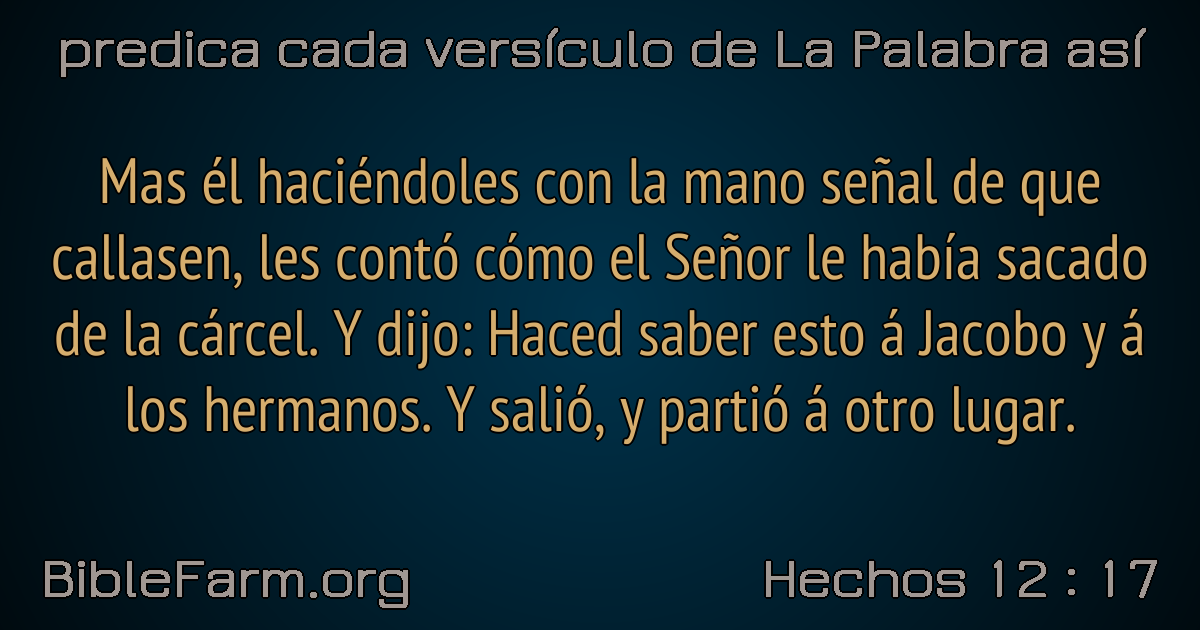 predica cada versículo de La Palabra así
Mas él haciéndoles con la mano señal de que
callasen, les contó cómo el Señor le había sacado
de la cárcel. Y dijo: Haced saber esto á Jacobo y á
los hermanos. Y salió, y partió á otro lugar.
BibleFarm.org
Hechos 12 : 17